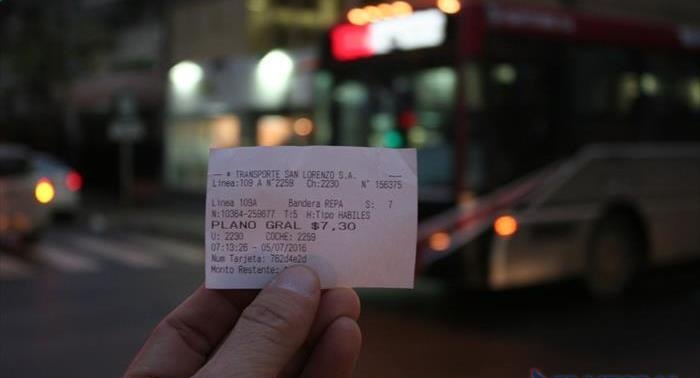 * TRANSPORTE SAN LORENZO S.A.
Linea:109 A N°2259 Ch:2230 N° 156375
Linea 109A Bandera REPA S: 7
N:10364-259677 T:5 H:Tipo HABILES
PLANO GRAL $7,30
U: 2230 COCHE: 2259
07:13:26 - 05/07/2016
Num Tarjeta: 762d4e2d
Monto Restante: